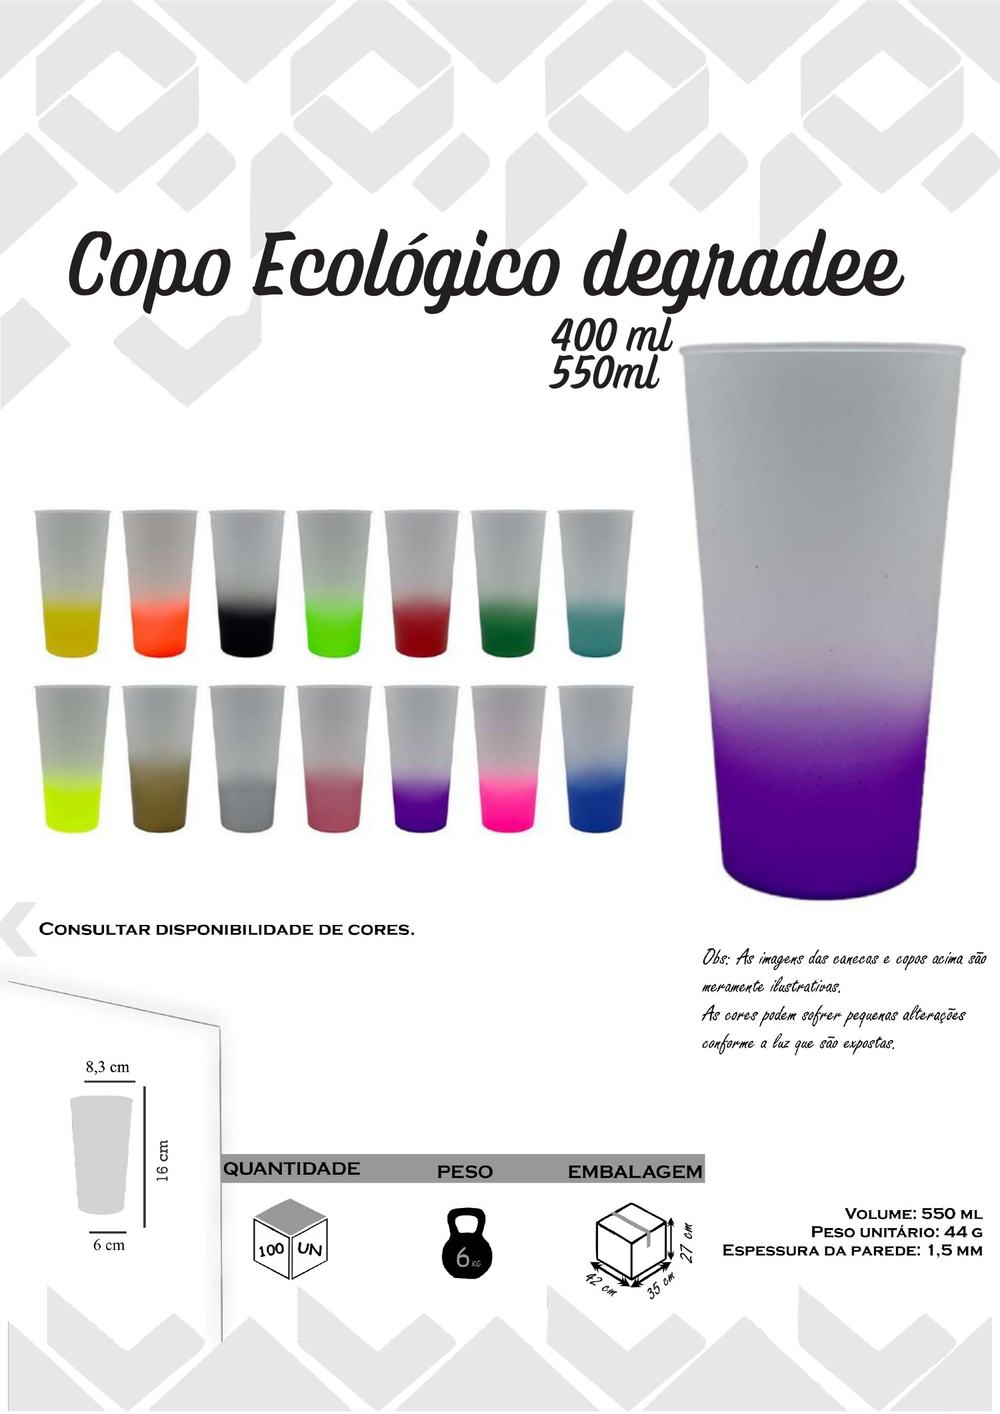 Copo Ecológico degradee
400 ml
550ml
CONSULTAR DISPONIBILIDADE DE CORES.
Obs: As imagens das canecas e copos acima são
meramente ilustrativas.
As cores podem sofrer pequenas alterações
conforme a luz que são expostas.
8,3 cm
16 cm
6 cm
QUANTIDADE
PESO
EMBALAGEM
100 UN
6 KG
42 cm
35 cm
27 cm
VOLUME: 550 ML
PESO UNITÁRIO: 44 G
ESPESSURA DA PAREDE: 1,5 MM